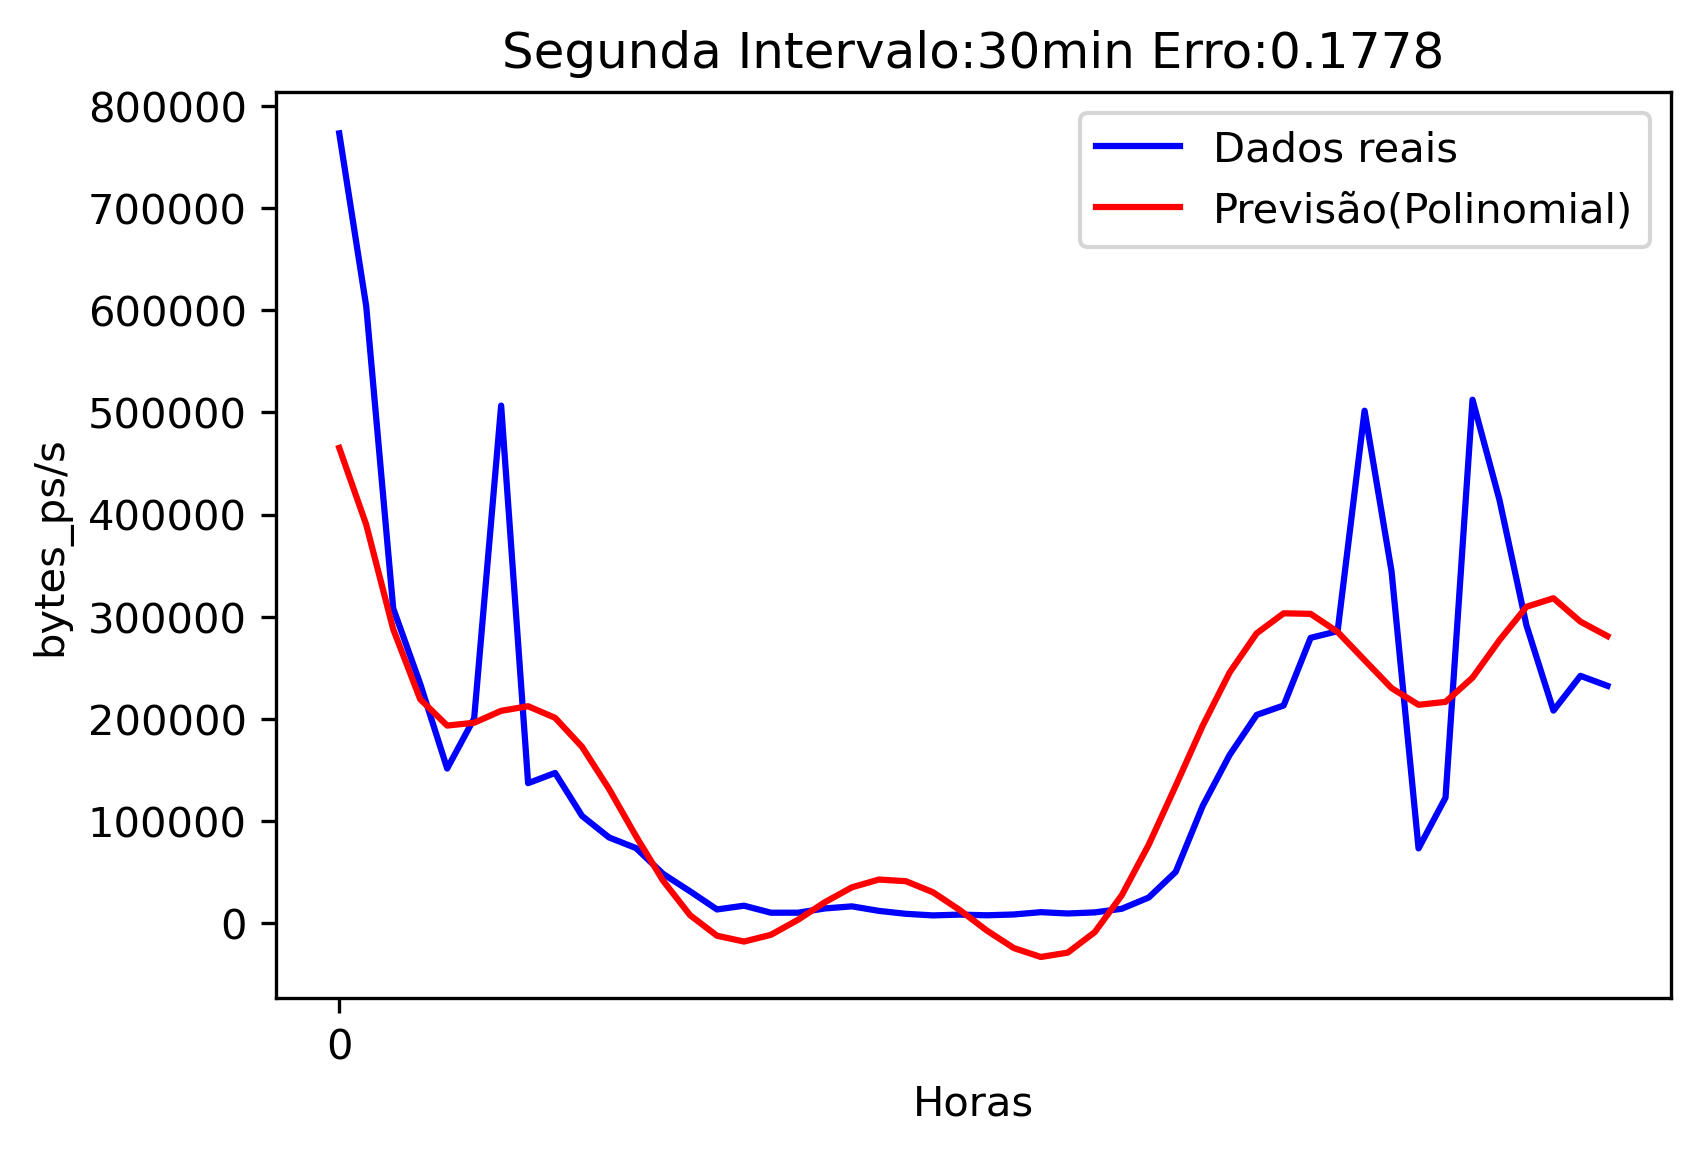 Segunda Intervalo:30min Erro:0.1778
800000
700000
600000
500000
400000
300000
200000
100000
0
bytes_ps/s
Dados reais
Previsão(Polinomial)
0
Horas